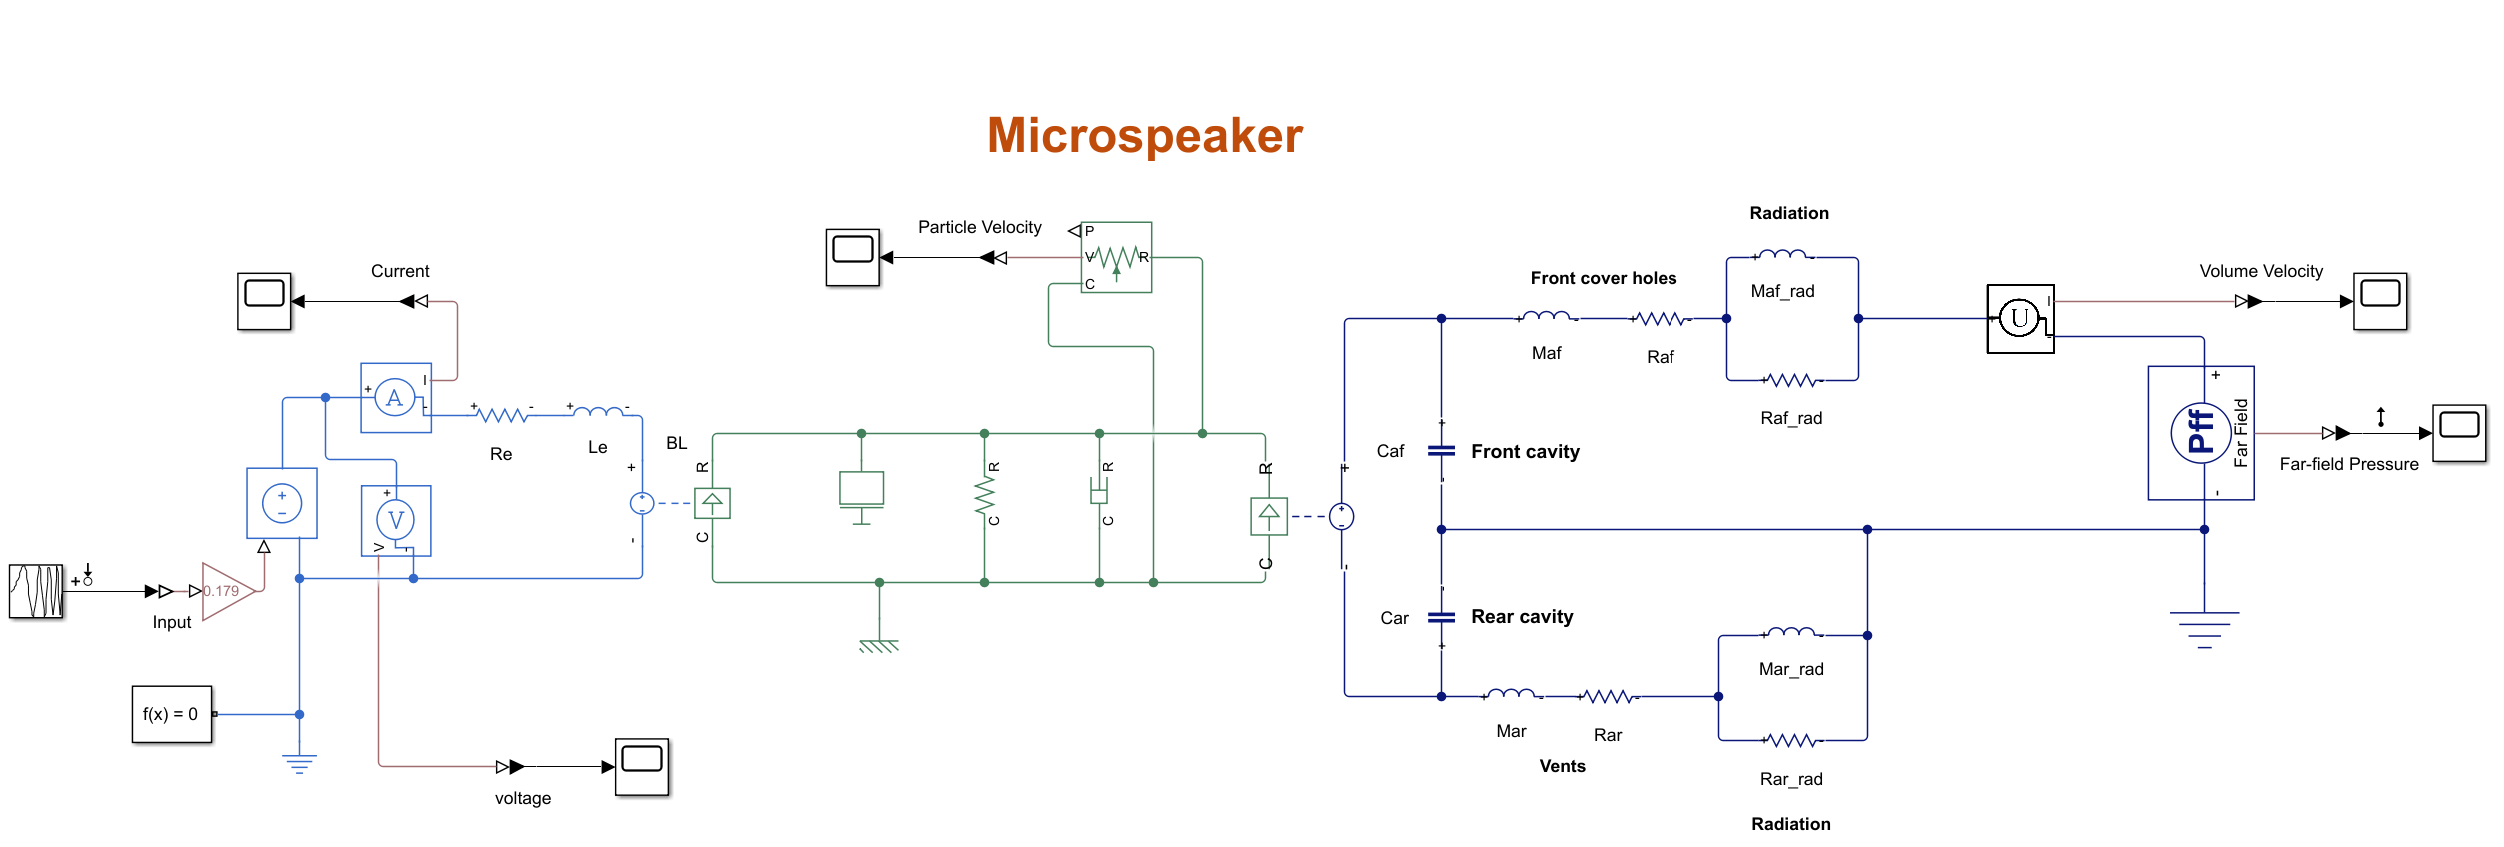 Microspeaker
Radiation
Particle Velocity
P
V
R
C
Current
Front cover holes
Maf_rad
Volume Velocity
I
U
Maf
Raf
Raf_rad
A
I
+
-
Re
Le
BL
R
C
R
C
R
C
R
C
Caf
Front cavity
Pff
Far Field
Far-field Pressure
V
V
0.179
Input
Car
Rear cavity
Mar_rad
f(x) = 0
Mar
Rar
Vents
Rar_rad
voltage
Radiation